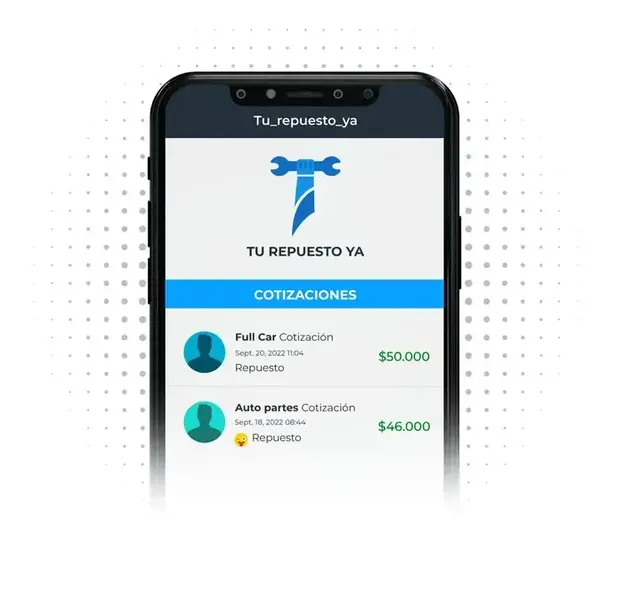 Tu_repuesto_ya
TU REPUESTO YA
COTIZACIONES
Full Car Cotización
Sept. 20, 2022 11:04
$50.000
Repuesto
Auto partes Cotización
Sept. 18, 2022 08:44
$46.000
Repuesto